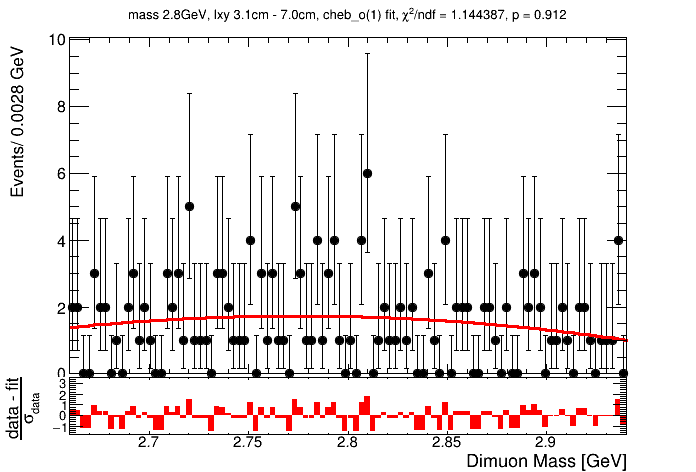 mass 2.8GeV, lxy 3.1cm - 7.0cm, cheb_o(1) fit, χ²/ndf = 1.144387, p = 0.912
Events/ 0.0028 GeV
10
8
6
4
2
0
data - fit
σdata
3
2
1
0
−1
2.7 2.75 2.8 2.85 2.9
Dimuon Mass [GeV]